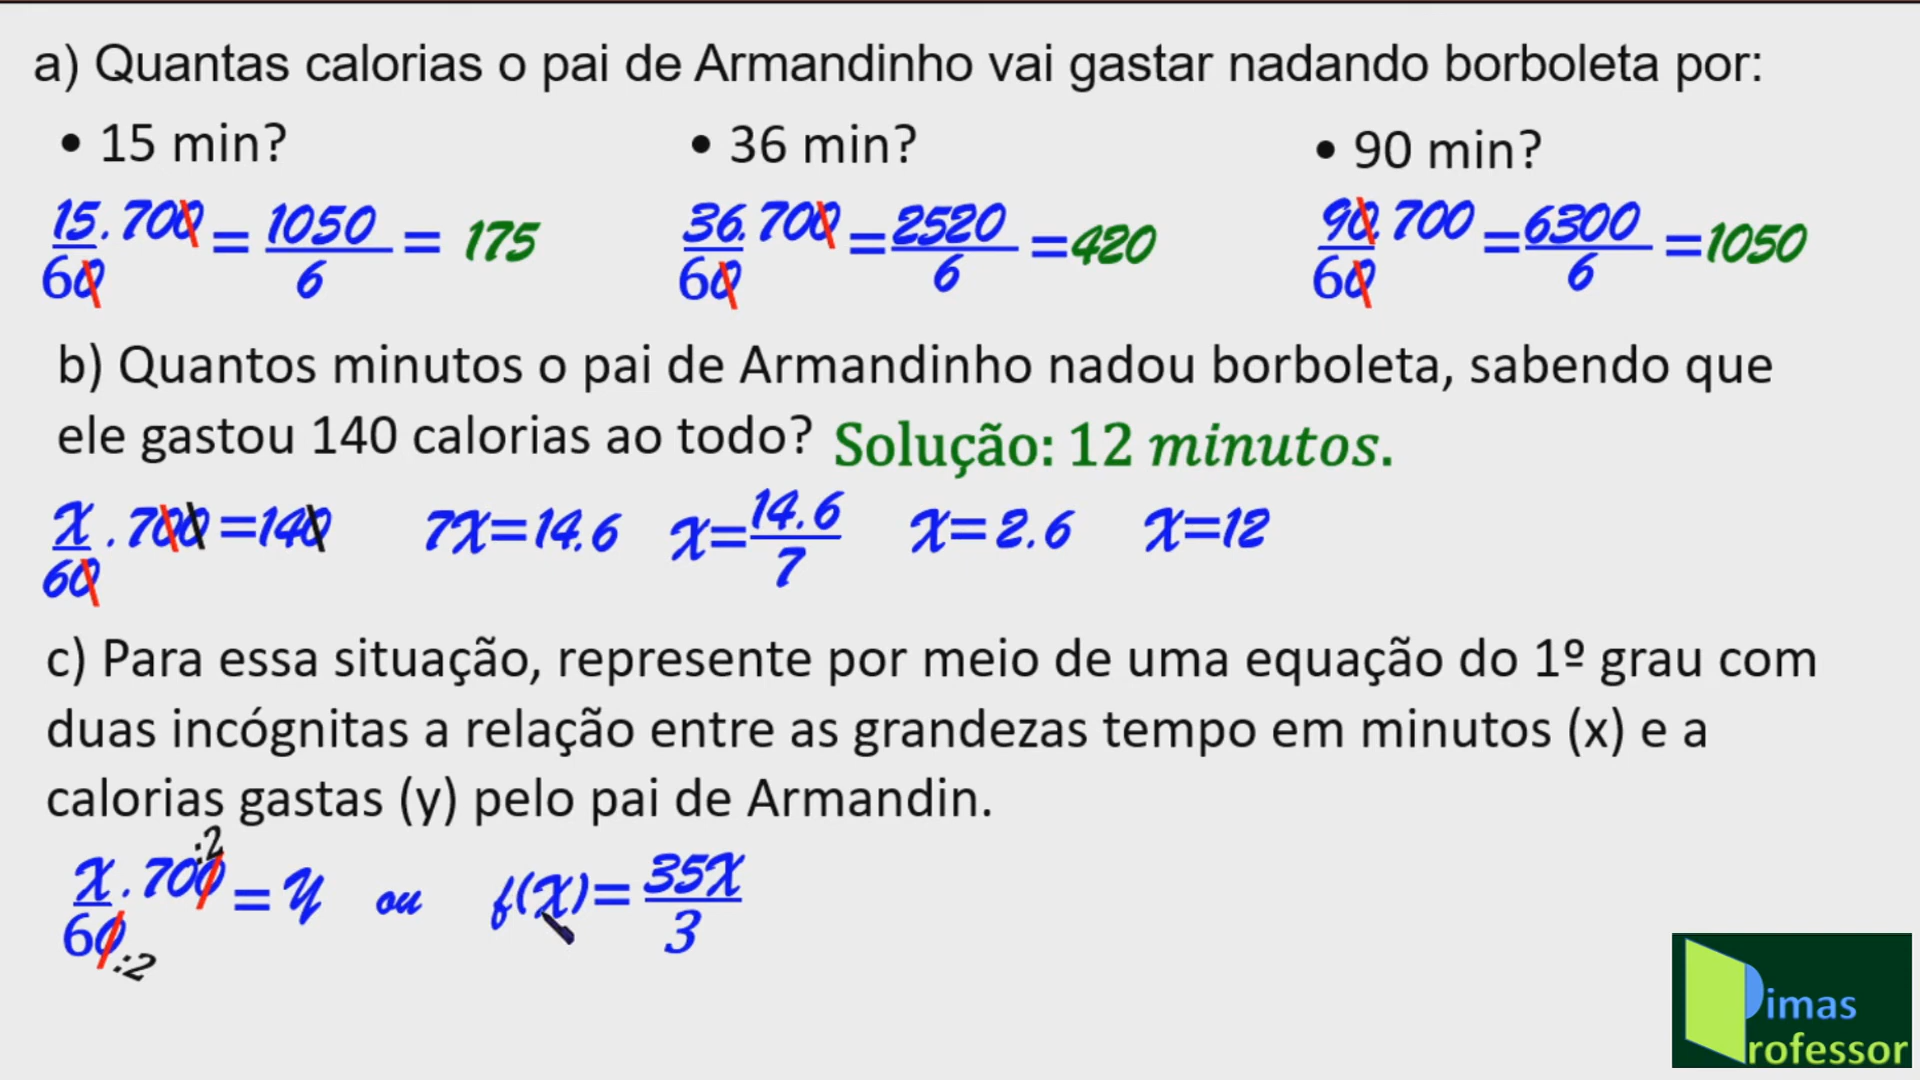 a) Quantas calorias o pai de Armandinho vai gastar nadando borboleta por:
• 15 min? • 36 min? • 90 min?
15/60 . 700 = 1050/6 = 175 36/60 . 700 = 2520/6 = 420 90/60 . 700 = 6300/6 = 1050
b) Quantos minutos o pai de Armandinho nadou borboleta, sabendo que
ele gastou 140 calorias ao todo? Solução: 12 minutos.
x/60 . 700 = 140 7x = 14.6 x = 14.6/7 x = 2.6 x = 12
c) Para essa situação, represente por meio de uma equação do 1º grau com
duas incógnitas a relação entre as grandezas tempo em minutos (x) e a
calorias gastas (y) pelo pai de Armandin.
:2
x/60 . 700 = y ou f(x) = 35x/3
:2
Dimas
Professor